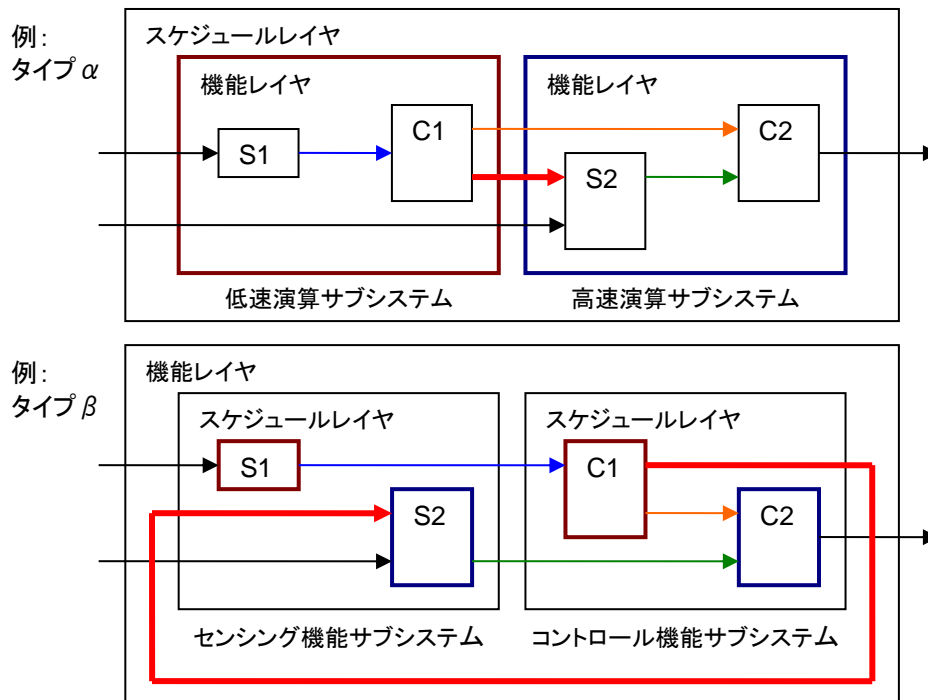 例：
タイプ α
スケジュールレイヤ
機能レイヤ
S1
C1
機能レイヤ
S2
C2
低速演算サブシステム
高速演算サブシステム
例：
タイプ β
機能レイヤ
スケジュールレイヤ
S1
S2
スケジュールレイヤ
C1
C2
センシング機能サブシステム
コントロール機能サブシステム